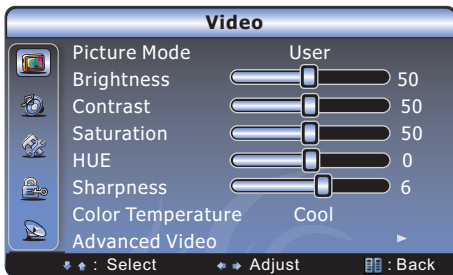 Video
Picture Mode User
Brightness 50
Contrast 50
Saturation 50
HUE 0
Sharpness 6
Color Temperature Cool
Advanced Video
: Select Adjust : Back